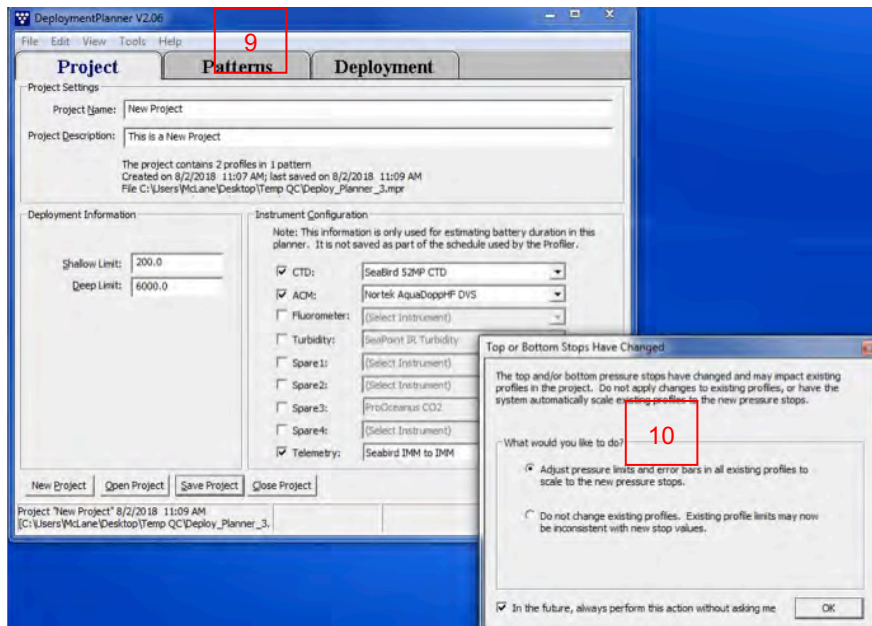 DeploymentPlanner V2.06
File Edit View Tools Help
9
Project Patterns Deployment
Project Settings
Project Name: New Project
Project Description: This is a New Project
The project contains 2 profiles in 1 pattern
Created on 8/2/2018 11:07 AM; last saved on 8/2/2018 11:09 AM
File C:\Users\McLane\Desktop\Temp QC\Deploy_Planner_3.mpr
Deployment Information
Shallow Limit: 200.0
Deep Limit: 6000.0
Instrument Configuration
Note: This information is only used for estimating battery duration in this
planner. It is not saved as part of the schedule used by the Profiler.
CTD: SeaBird 52MP CTD
ACM: Nortek AquaDoppHF DVS
Fluorometer: (Select Instrument)
Turbidity: SeaPoint IR Turbidity
Spare1: (Select Instrument)
Spare2: (Select Instrument)
Spare3: ProOceanus CO2
Spare4: (Select Instrument)
Telemetry: Seabird IMM to IMM
New Project Open Project Save Project Close Project
Project "New Project" 8/2/2018 11:09 AM
[C:\Users\McLane\Desktop\Temp QC\Deploy_Planner_3.
Top or Bottom Stops Have Changed
The top and/or bottom pressure stops have changed and may impact existing
profiles in the project. Do not apply changes to existing profiles, or have the
system automatically scale existing profiles to the new pressure stops.
10
What would you like to do?
Adjust pressure limits and error bars in all existing profiles to
scale to the new pressure stops.
Do not change existing profiles. Existing profile limits may now
be inconsistent with new stop values.
In the future, always perform this action without asking me
OK